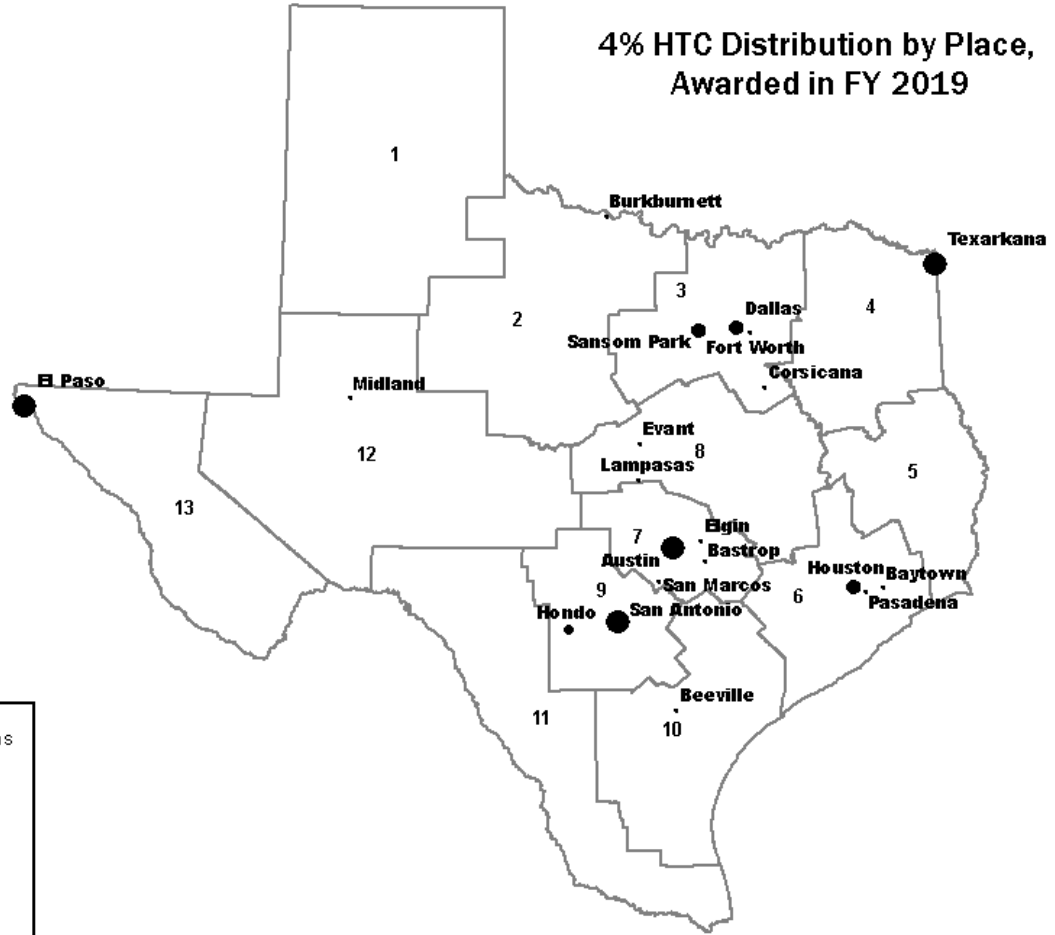 4% HTC Distribution by Place,
Awarded in FY 2019
1
Burkburnett
Texarkana
3
4
2
Dallas
Sansom Park
Fort Worth
Corsicana
El Paso
Midland
Evant
8
12
Lampasas
5
13
Elgin
7
Austin
Bastrop
Houston
Baytown
San Marcos
9
6
Pasadena
Hondo
San Antonio
Beeville
11
10